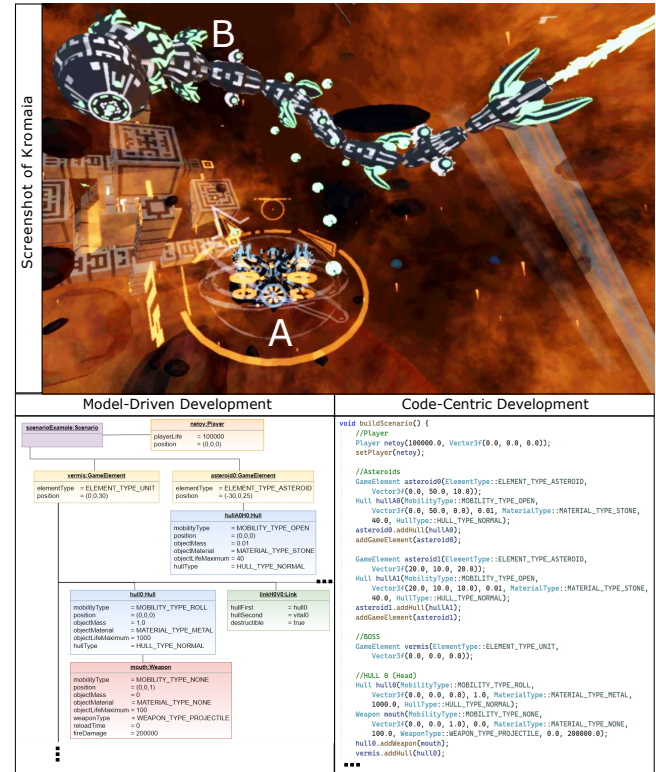 Screenshot of Kromaia
B
A
Model-Driven Development
scenarioExample:Scenario
netoy:Player
playerLife = 100000
position = (0,0,0)
vermis:GameElement
elementType = ELEMENT_TYPE_UNIT
position = (0,0,30)
asteroid0:GameElement
elementType = ELEMENT_TYPE_ASTEROID
position = (-30,0,25)
hullA0H0:Hull
mobilityType = MOBILITY_TYPE_OPEN
position = (0,0,0)
objectMass = 0.01
objectMaterial = MATERIAL_TYPE_STONE
objectLifeMaximum = 40
hullType = HULL_TYPE_NORMAL
hull0:Hull
mobilityType = MOBILITY_TYPE_ROLL
position = (0,0,0)
objectMass = 1.0
objectMaterial = MATERIAL_TYPE_METAL
objectLifeMaximum = 1000
hullType = HULL_TYPE_NORMAL
linkH0V0:Link
hullFirst = hull0
hullSecond = vital0
destructible = true
mouth:Weapon
mobilityType = MOBILITY_TYPE_NONE
position = (0,0,1)
objectMass = 0
objectMaterial = MATERIAL_TYPE_NONE
objectLifeMaximum = 100
weaponType = WEAPON_TYPE_PROJECTILE
reloadTime = 0
fireDamage = 200000
Code-Centric Development
void buildScenario() {
//Player
Player netoy(100000.0, Vector3f(0.0, 0.0, 0.0));
setPlayer(netoy);
//Asteroids
GameElement asteroid0(ElementType::ELEMENT_TYPE_ASTEROID,
Vector3f(0.0, 50.0, 10.0));
Hull hullA0(MobilityType::MOBILITY_TYPE_OPEN,
Vector3f(0.0, 50.0, 0.0), 0.01, MaterialType::MATERIAL_TYPE_STONE,
40.0, HullType::HULL_TYPE_NORMAL);
asteroid0.addHull(hullA0);
addGameElement(asteroid0);
GameElement asteroid1(ElementType::ELEMENT_TYPE_ASTEROID,
Vector3f(20.0, 10.0, 20.0));
Hull hullA1(MobilityType::MOBILITY_TYPE_OPEN,
Vector3f(20.0, 10.0, 10.0), 0.01, MaterialType::MATERIAL_TYPE_STONE,
40.0, HullType::HULL_TYPE_NORMAL);
asteroid1.addHull(hullA1);
addGameElement(asteroid1);
//BOSS
GameElement vermis(ElementType::ELEMENT_TYPE_UNIT,
Vector3f(0.0, 0.0, 0.0));
//HULL 0 (Head)
Hull hull0(MobilityType::MOBILITY_TYPE_ROLL,
Vector3f(0.0, 0.0, 0.0), 1.0, MaterialType::MATERIAL_TYPE_METAL,
1000.0, HullType::HULL_TYPE_NORMAL);
Weapon mouth(MobilityType::MOBILITY_TYPE_NONE,
Vector3f(0.0, 0.0, 1.0), 0.0, MaterialType::MATERIAL_TYPE_NONE,
100.0, WeaponType::WEAPON_TYPE_PROJECTILE, 0.0, 200000.0);
hull0.addWeapon(mouth);
vermis.addHull(hull0);